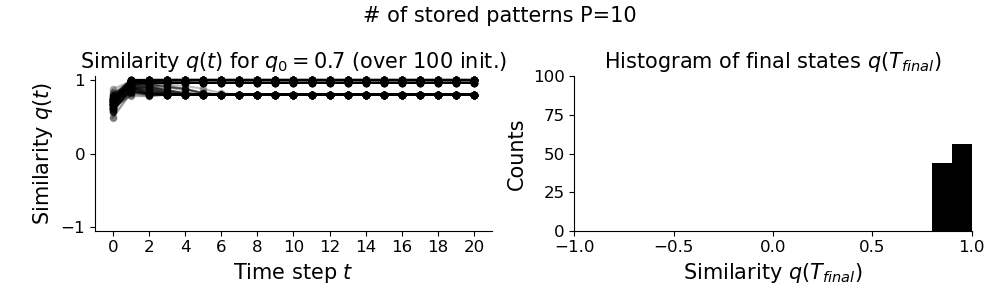 # of stored patterns P=10
Similarity q(t) for q₀ = 0.7 (over 100 init.)
Similarity q(t)
1
0
−1
0 2 4 6 8 10 12 14 16 18 20
Time step t
Histogram of final states q(T_final)
Counts
100
75
50
25
0
−1.0 −0.5 0.0 0.5 1.0
Similarity q(T_final)